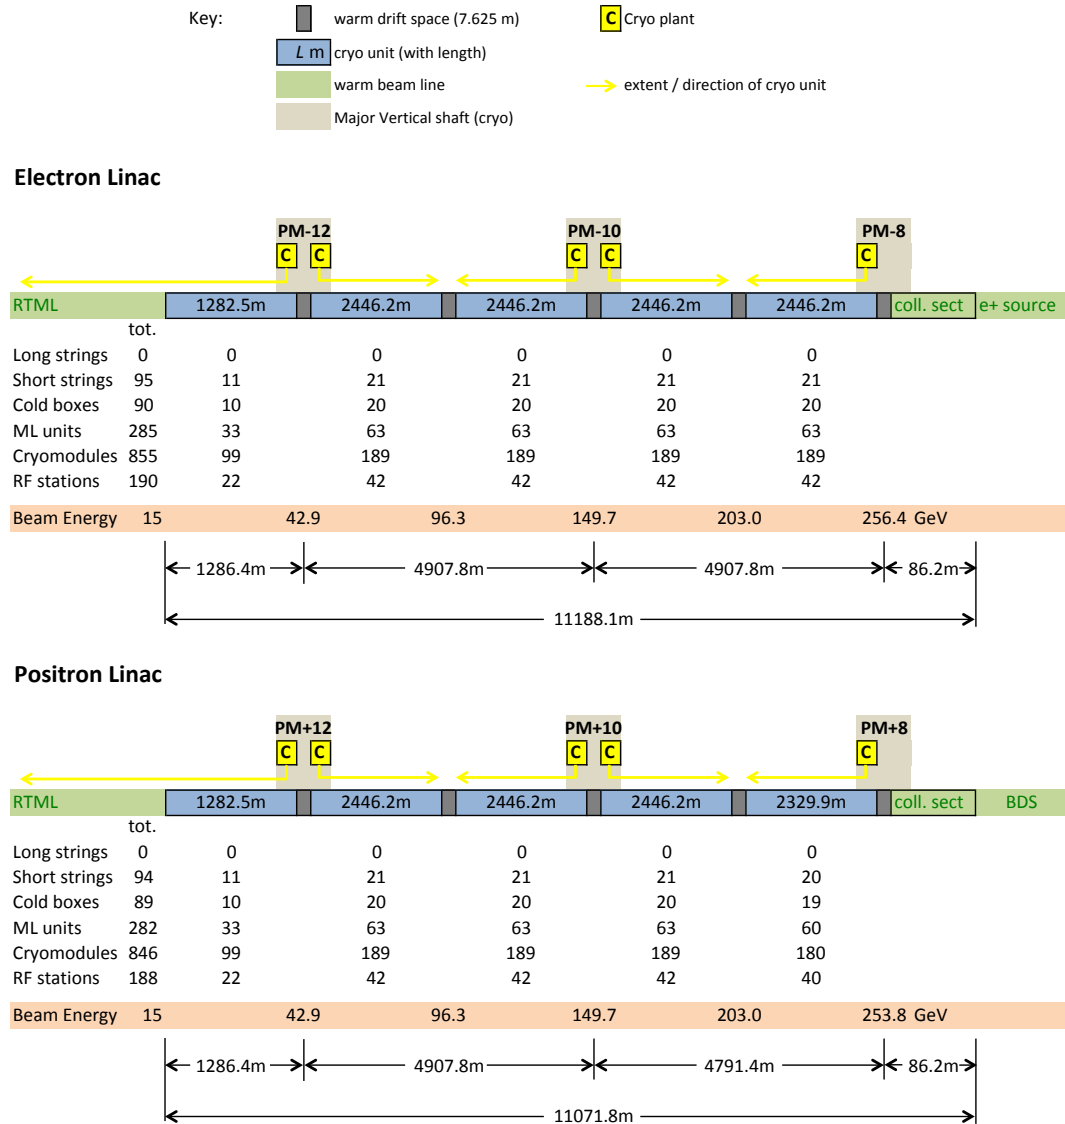 Key: warm drift space (7.625 m) C Cryo plant
L m cryo unit (with length)
warm beam line extent / direction of cryo unit
Major Vertical shaft (cryo)
Electron Linac
PM-12 PM-10 PM-8
C C C C C
RTML 1282.5m 2446.2m 2446.2m 2446.2m 2446.2m coll. sect e+ source
tot.
Long strings 0 0 0 0 0 0
Short strings 95 11 21 21 21 21
Cold boxes 90 10 20 20 20 20
ML units 285 33 63 63 63 63
Cryomodules 855 99 189 189 189 189
RF stations 190 22 42 42 42 42
Beam Energy 15 42.9 96.3 149.7 203.0 256.4 GeV
1286.4m 4907.8m 4907.8m 86.2m
11188.1m
Positron Linac
PM+12 PM+10 PM+8
C C C C C
RTML 1282.5m 2446.2m 2446.2m 2446.2m 2329.9m coll. sect BDS
tot.
Long strings 0 0 0 0 0 0
Short strings 94 11 21 21 21 20
Cold boxes 89 10 20 20 20 19
ML units 282 33 63 63 63 60
Cryomodules 846 99 189 189 189 180
RF stations 188 22 42 42 42 40
Beam Energy 15 42.9 96.3 149.7 203.0 253.8 GeV
1286.4m 4907.8m 4791.4m 86.2m
11071.8m